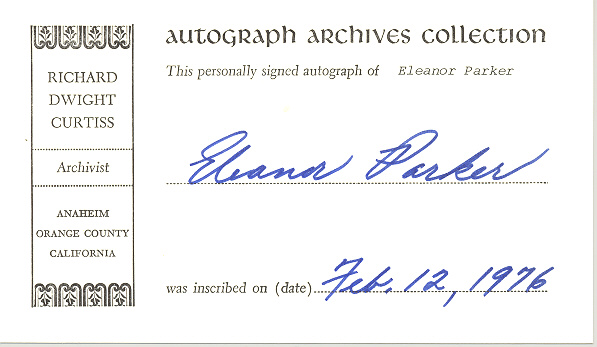 autograph archives collection
This personally signed autograph of Eleanor Parker
RICHARD
DWIGHT
CURTISS
Archivist
ANAHEIM
ORANGE COUNTY
CALIFORNIA
Eleanor Parker
was inscribed on (date) Feb. 12, 1976